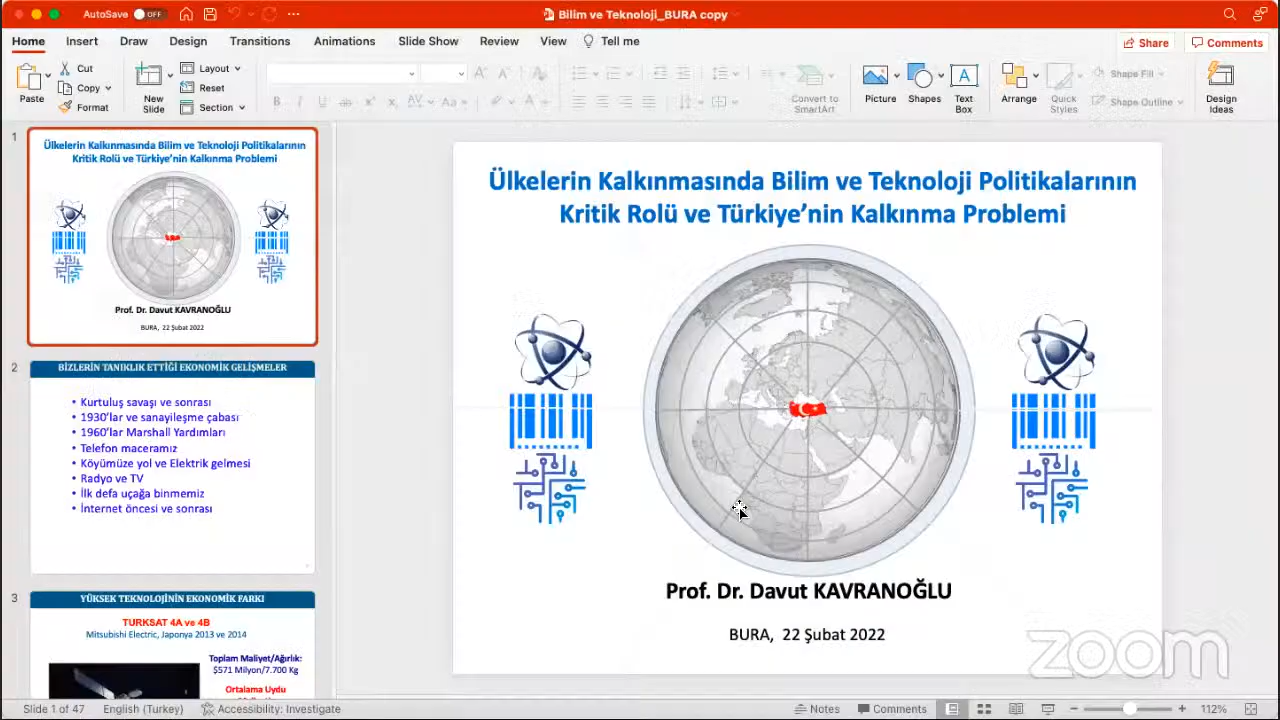 AutoSave OFF
Bilim ve Teknoloji_BURA copy
Home Insert Draw Design Transitions Animations Slide Show Review View Tell me Share Comments
Paste Cut Copy Format
New Slide Layout Reset Section
Convert to SmartArt
Picture Shapes Text Box Arrange Quick Styles Shape Fill Shape Outline Design Ideas
1
Ülkelerin Kalkınmasında Bilim ve Teknoloji Politikalarının
Kritik Rolü ve Türkiye’nin Kalkınma Problemi
Prof. Dr. Davut KAVRANOĞLU
BURA, 22 Şubat 2022
2
BİZLERİN TANIKLIK ETTİĞİ EKONOMİK GELİŞMELER
• Kurtuluş savaşı ve sonrası
• 1930’lar ve sanayileşme çabası
• 1960’lar Marshall Yardımları
• Telefon maceramız
• Köyümüze yol ve Elektrik gelmesi
• Radyo ve TV
• İlk defa uçağa binmemiz
• İnternet öncesi ve sonrası
3
YÜKSEK TEKNOLOJİNİN EKONOMİK FARKI
TURKSAT 4A ve 4B
Mitsubishi Electric, Japonya 2013 ve 2014
Toplam Maliyet/Ağırlık:
$571 Milyon/7.700 Kg
Ortalama Uydu
Ülkelerin Kalkınmasında Bilim ve Teknoloji Politikalarının
Kritik Rolü ve Türkiye’nin Kalkınma Problemi
Prof. Dr. Davut KAVRANOĞLU
BURA, 22 Şubat 2022
zoom
Slide 1 of 47 English (Turkey) Accessibility: Investigate Notes Comments 112%